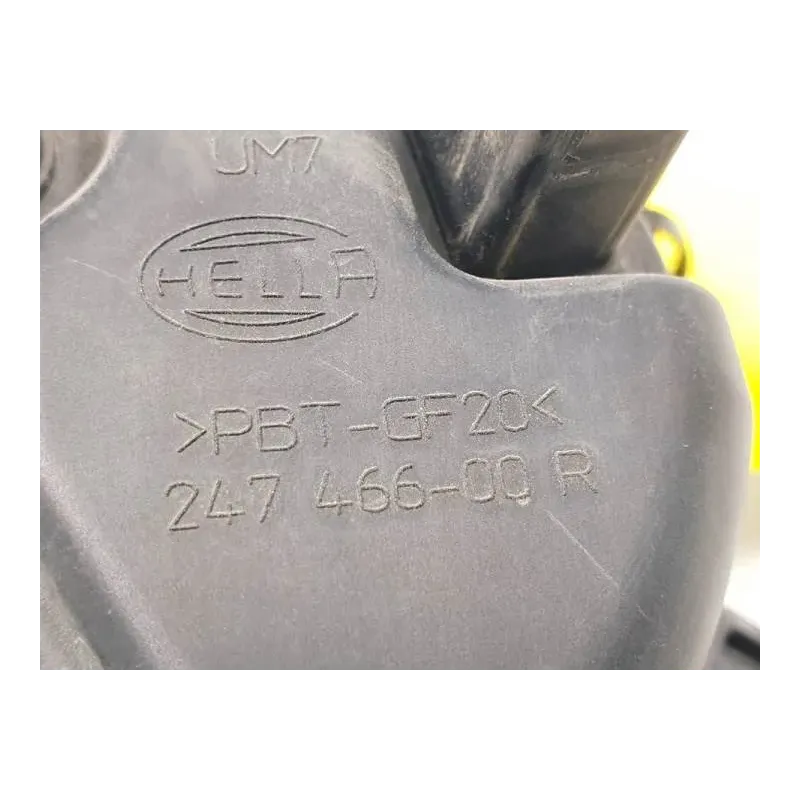 UM7
HELLA
>PBT-GF20<
247 466-00 R